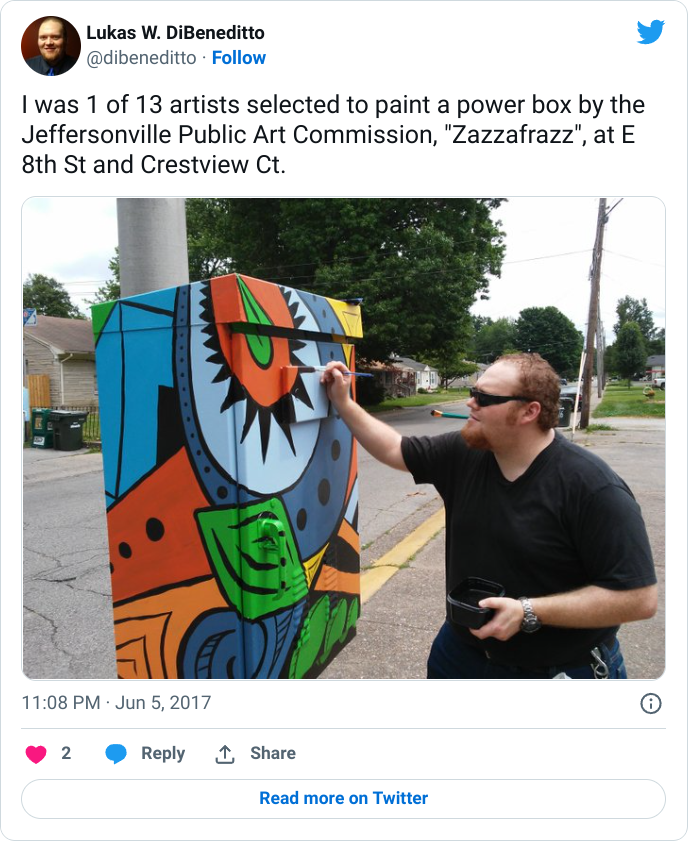 Lukas W. DiBeneditto
@dibeneditto · Follow
I was 1 of 13 artists selected to paint a power box by the
Jeffersonville Public Art Commission, "Zazzafrazz", at E
8th St and Crestview Ct.
11:08 PM · Jun 5, 2017
2 Reply Share
Read more on Twitter